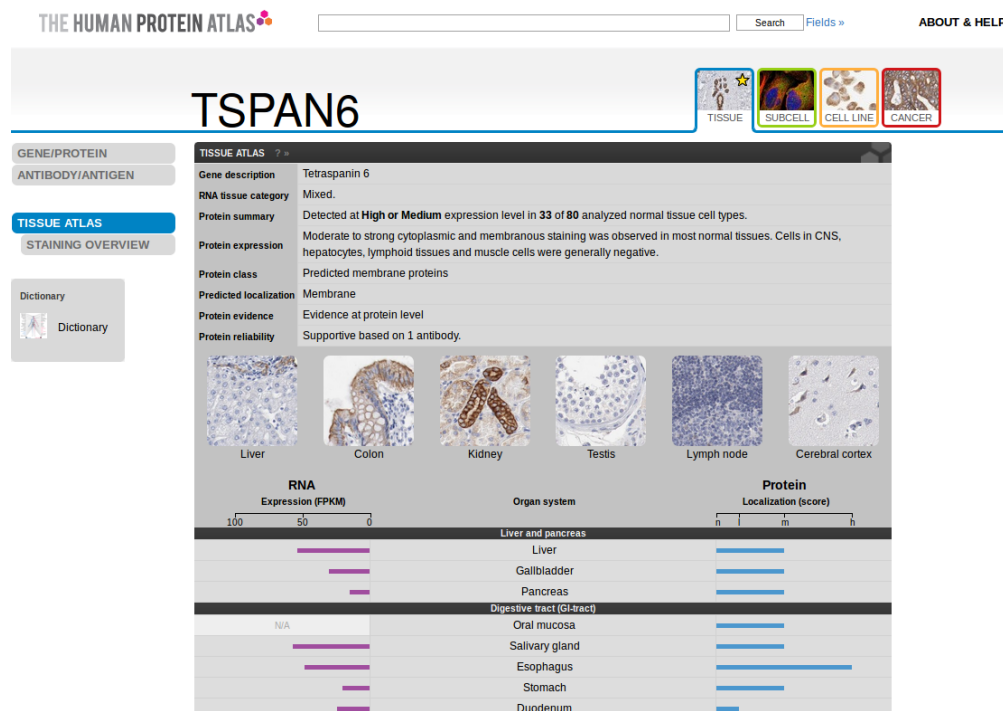 THE HUMAN PROTEIN ATLAS
Search
Fields »
ABOUT & HELP
TSPAN6
TISSUE
SUBCELL
CELL LINE
CANCER
GENE/PROTEIN
ANTIBODY/ANTIGEN
TISSUE ATLAS
STAINING OVERVIEW
Dictionary
Dictionary
TISSUE ATLAS ? »
Gene description Tetraspanin 6
RNA tissue category Mixed.
Protein summary Detected at High or Medium expression level in 33 of 80 analyzed normal tissue cell types.
Protein expression Moderate to strong cytoplasmic and membranous staining was observed in most normal tissues. Cells in CNS,
hepatocytes, lymphoid tissues and muscle cells were generally negative.
Protein class Predicted membrane proteins
Predicted localization Membrane
Protein evidence Evidence at protein level
Protein reliability Supportive based on 1 antibody.
Liver Colon Kidney Testis Lymph node Cerebral cortex
RNA Protein
Expression (FPKM) Organ system Localization (score)
100 50 0 n l m h
Liver and pancreas
Liver
Gallbladder
Pancreas
Digestive tract (GI-tract)
N/A Oral mucosa
Salivary gland
Esophagus
Stomach
Duodenum